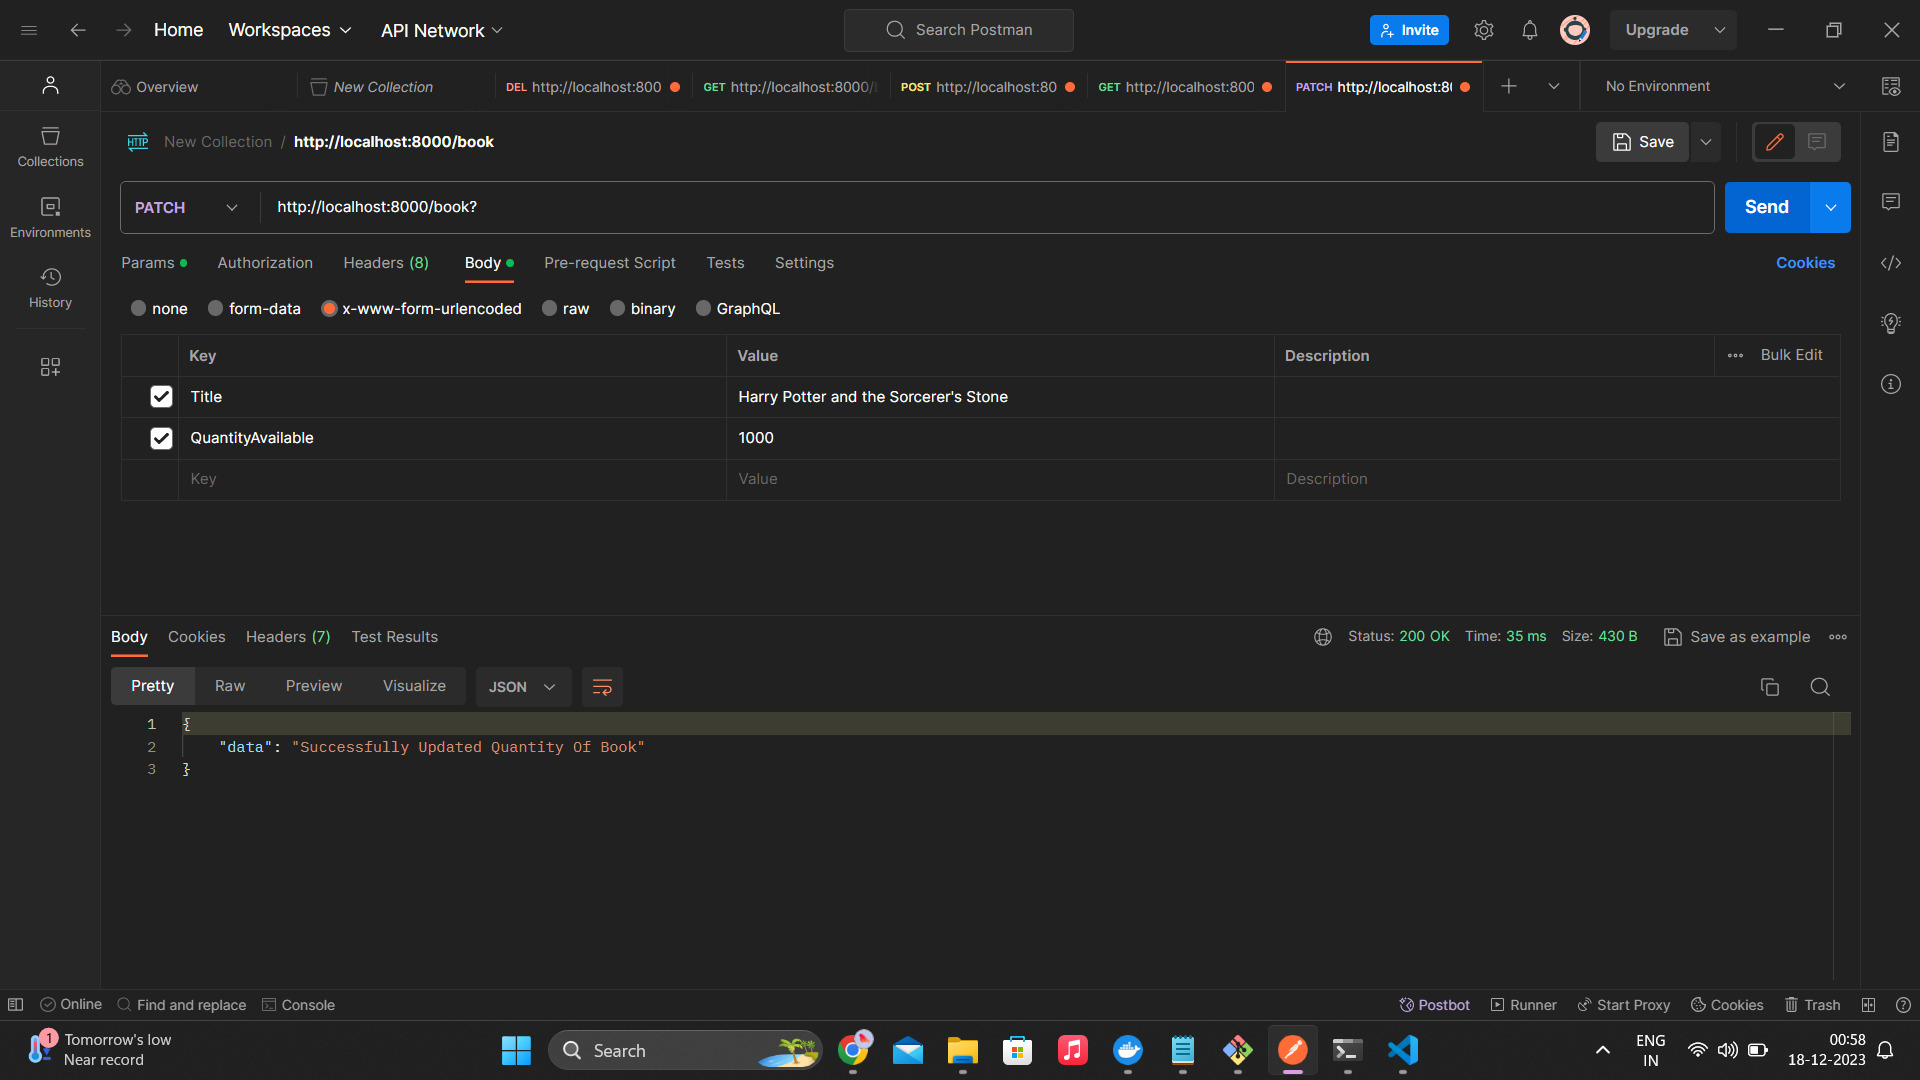 Home Workspaces API Network Search Postman Invite Upgrade
Overview New Collection DEL http://localhost:800 GET http://localhost:8000/ POST http://localhost:80 GET http://localhost:800 PATCH http://localhost:8 No Environment
HTTP New Collection / http://localhost:8000/book Save
Collections
PATCH http://localhost:8000/book? Send
Environments
Params Authorization Headers (8) Body Pre-request Script Tests Settings Cookies
History
none form-data x-www-form-urlencoded raw binary GraphQL
Key Value Description Bulk Edit
Title Harry Potter and the Sorcerer's Stone
QuantityAvailable 1000
Key Value Description
Body Cookies Headers (7) Test Results Status: 200 OK Time: 35 ms Size: 430 B Save as example
Pretty Raw Preview Visualize JSON
1 {
2 "data": "Successfully Updated Quantity Of Book"
3 }
Online Find and replace Console Postbot Runner Start Proxy Cookies Trash
1 Tomorrow's low
Near record
Search
ENG
IN
00:58
18-12-2023